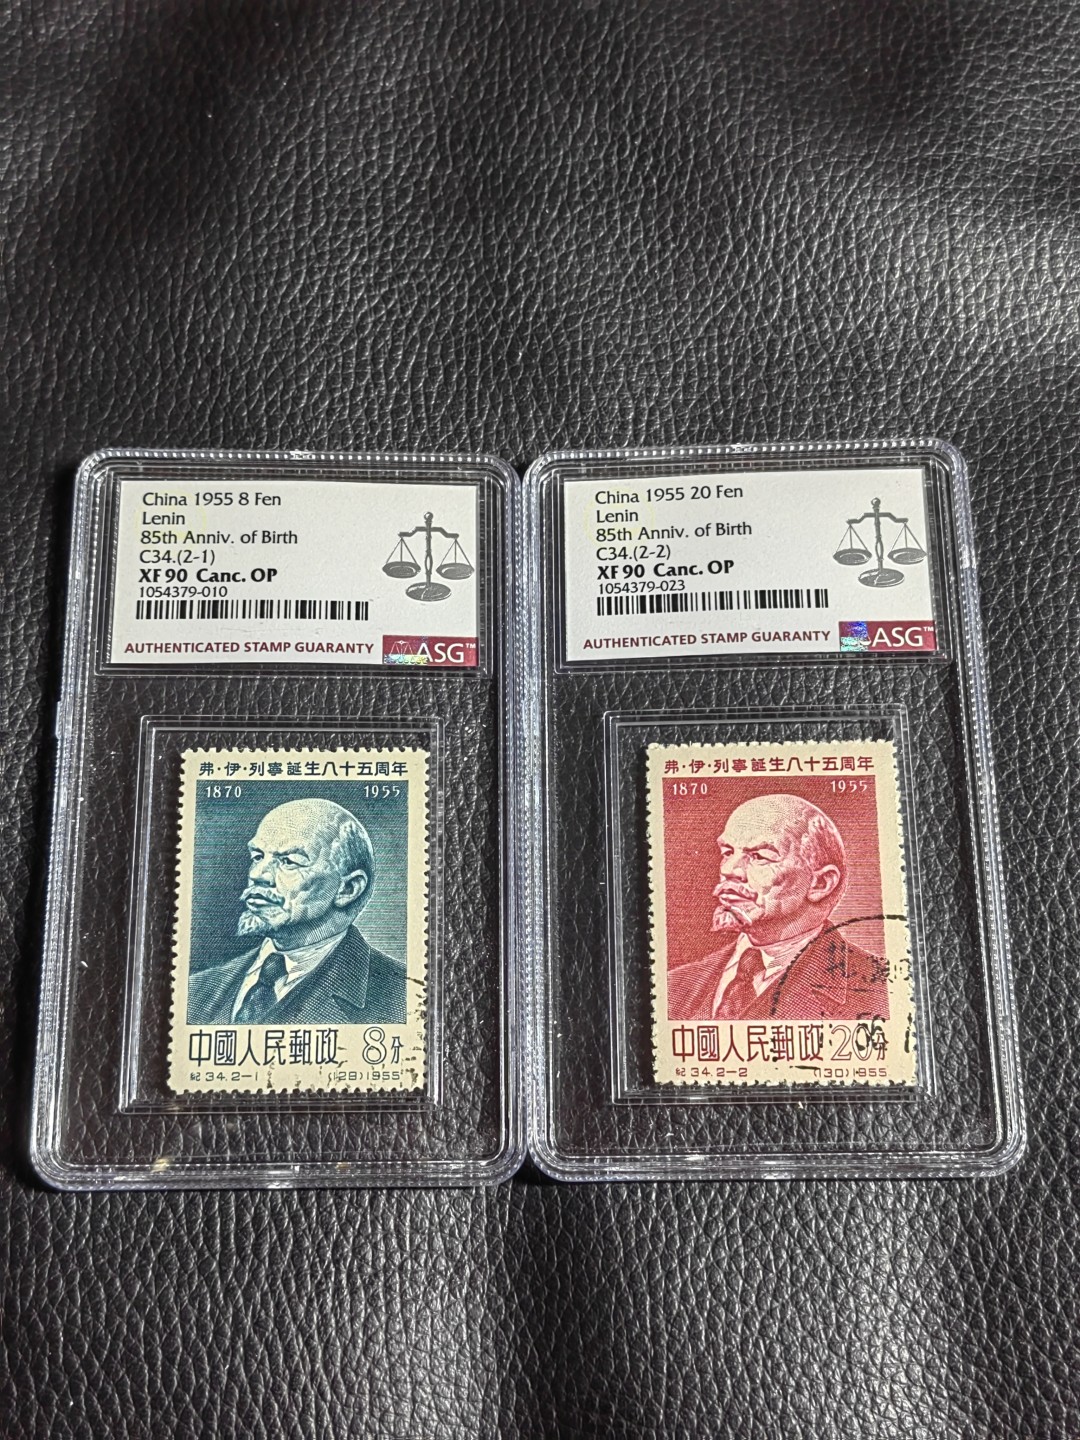 China 1955 8 Fen
Lenin
85th Anniv. of Birth
C34.(2-1)
XF 90 Canc. OP
1054379-010
AUTHENTICATED STAMP GUARANTY
ASG™
弗·伊·列寧誕生八十五周年
1870 1955
中國人民郵政 8分
紀34.2-1 (129)1955
China 1955 20 Fen
Lenin
85th Anniv. of Birth
C34.(2-2)
XF 90 Canc. OP
1054379-023
AUTHENTICATED STAMP GUARANTY
ASG™
弗·伊·列寧誕生八十五周年
1870 1955
北
56
中國人民郵政 20分
紀34.2-2 (130)1955